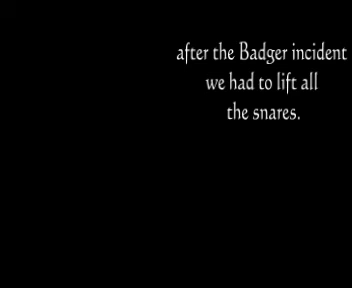 after the Badger incident
we had to lift all
the snares.